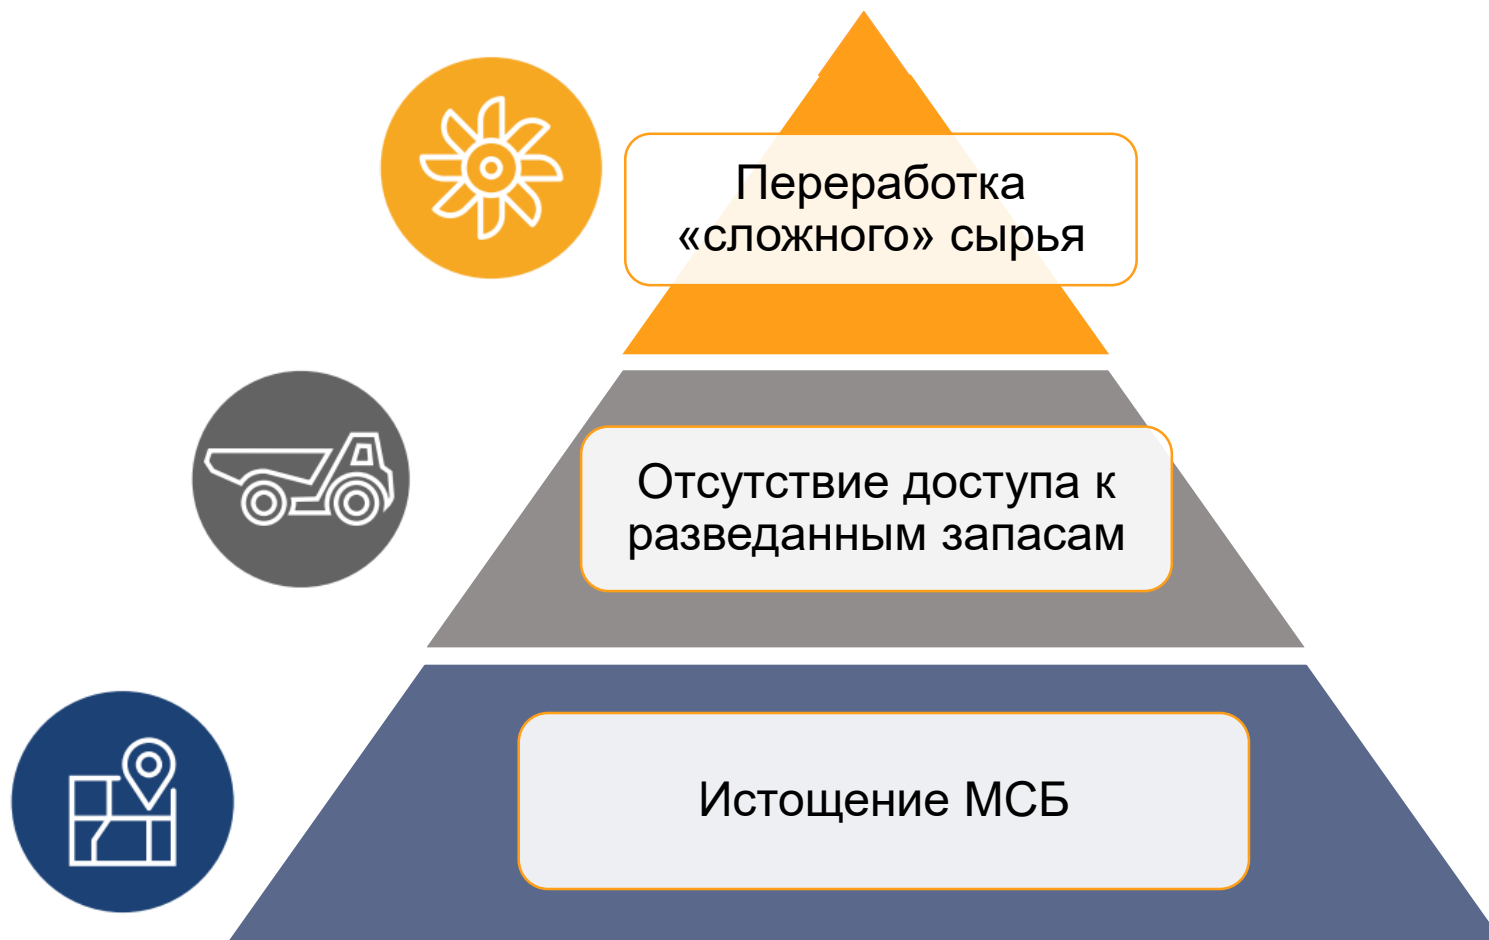 Переработка
«сложного» сырья
Отсутствие доступа к
разведанным запасам
Истощение МСБ